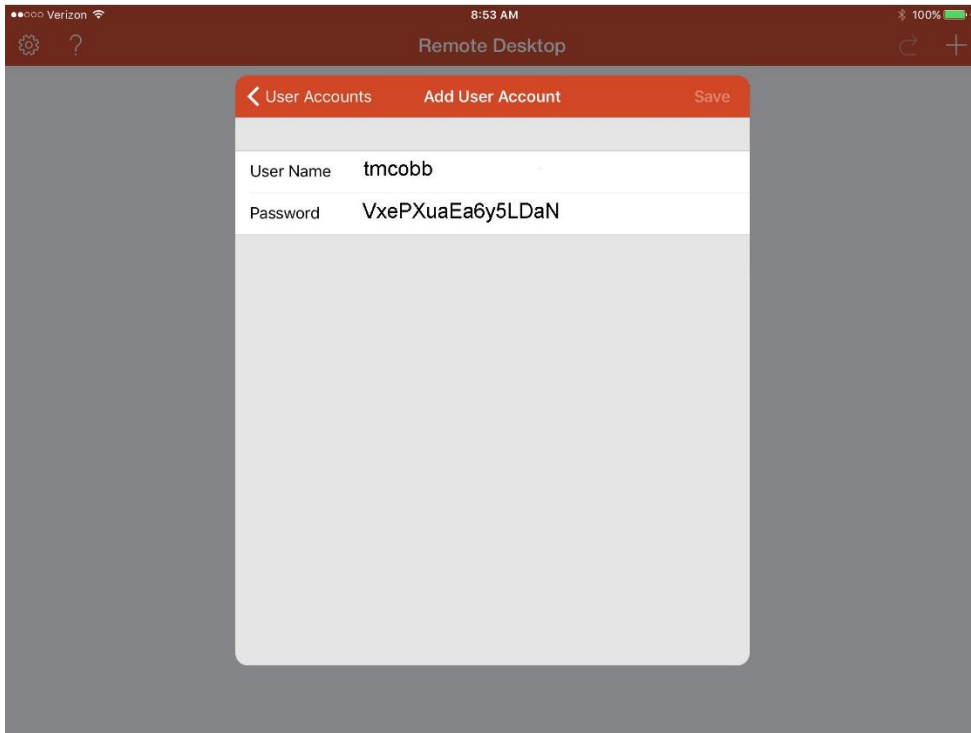 Verizon 8:53 AM 100%
? Remote Desktop +
User Accounts Add User Account Save
User Name tmcobb
Password VxePXuaEa6y5LDaN